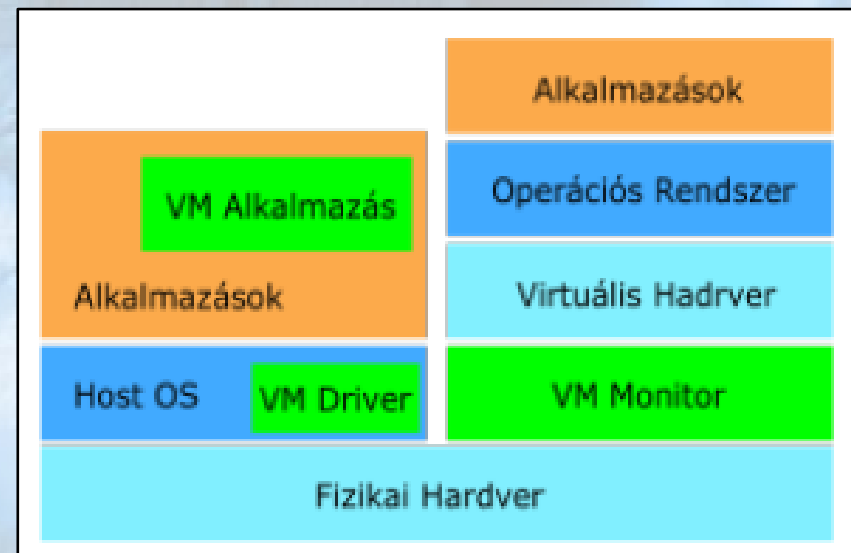 Alkalmazások
VM Alkalmazás
Operációs Rendszer
Alkalmazások
Virtuális Hadrver
Host OS
VM Driver
VM Monitor
Fizikai Hardver